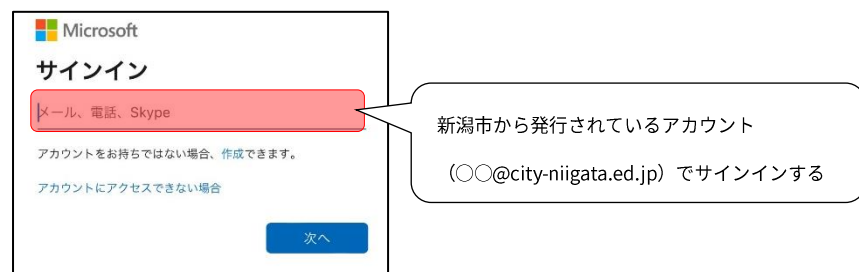 Microsoft
サインイン
メール、電話、Skype
アカウントをお持ちではない場合、作成できます。
アカウントにアクセスできない場合
次へ
新潟市から発行されているアカウント
（○○@city-niigata.ed.jp）でサインインする